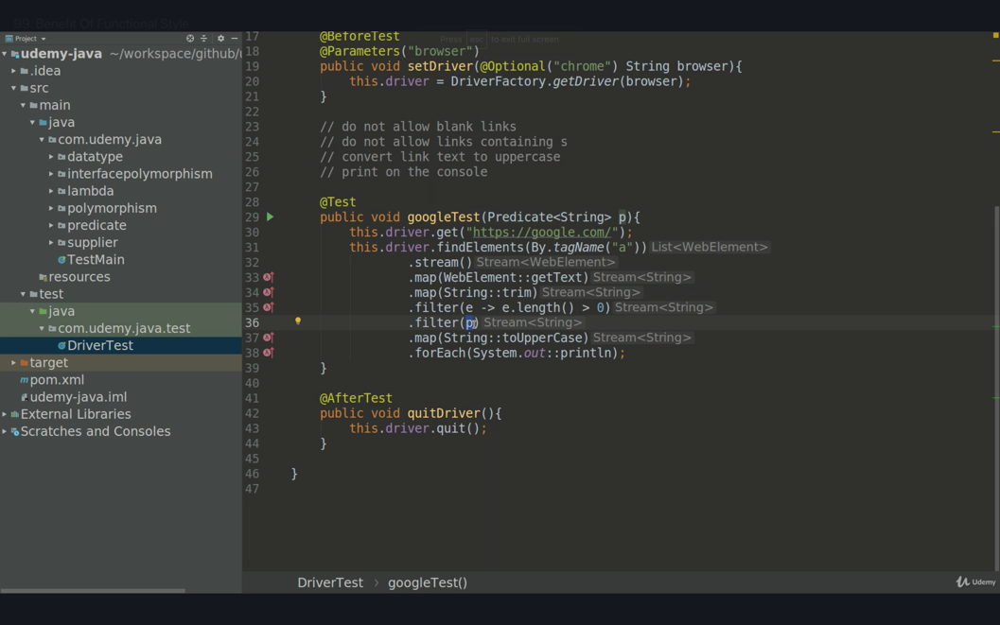 99. Benefit Of Functional Style
Project
Press esc to exit full screen
udemy-java ~/workspace/github/u
.idea
src
main
java
com.udemy.java
datatype
interfacepolymorphism
lambda
polymorphism
predicate
supplier
TestMain
resources
test
java
com.udemy.java.test
DriverTest
target
pom.xml
udemy-java.iml
External Libraries
Scratches and Consoles
17 @BeforeTest
18 @Parameters("browser")
19 public void setDriver(@Optional("chrome") String browser){
20 this.driver = DriverFactory.getDriver(browser);
21 }
22
23 // do not allow blank links
24 // do not allow links containing s
25 // convert link text to uppercase
26 // print on the console
27
28 @Test
29 public void googleTest(Predicate<String> p){
30 this.driver.get("https://google.com/");
31 this.driver.findElements(By.tagName("a")) List<WebElement>
32 .stream() Stream<WebElement>
33 .map(WebElement::getText) Stream<String>
34 .map(String::trim) Stream<String>
35 .filter(e -> e.length() > 0) Stream<String>
36 .filter(p) Stream<String>
37 .map(String::toUpperCase) Stream<String>
38 .forEach(System.out::println);
39 }
40
41 @AfterTest
42 public void quitDriver(){
43 this.driver.quit();
44 }
45
46 }
47
DriverTest > googleTest()
Udemy